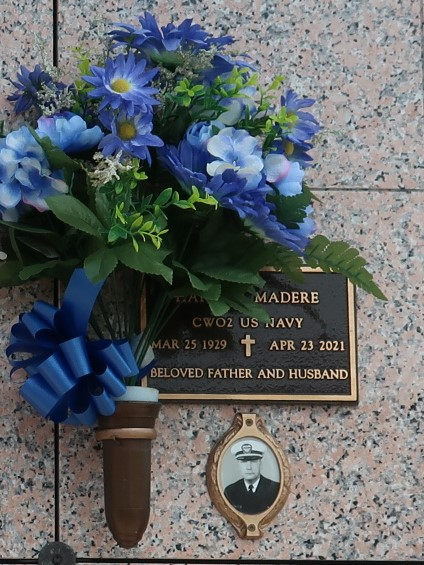 MADERE
CWO2 US NAVY
MAR 25 1929 APR 23 2021
BELOVED FATHER AND HUSBAND